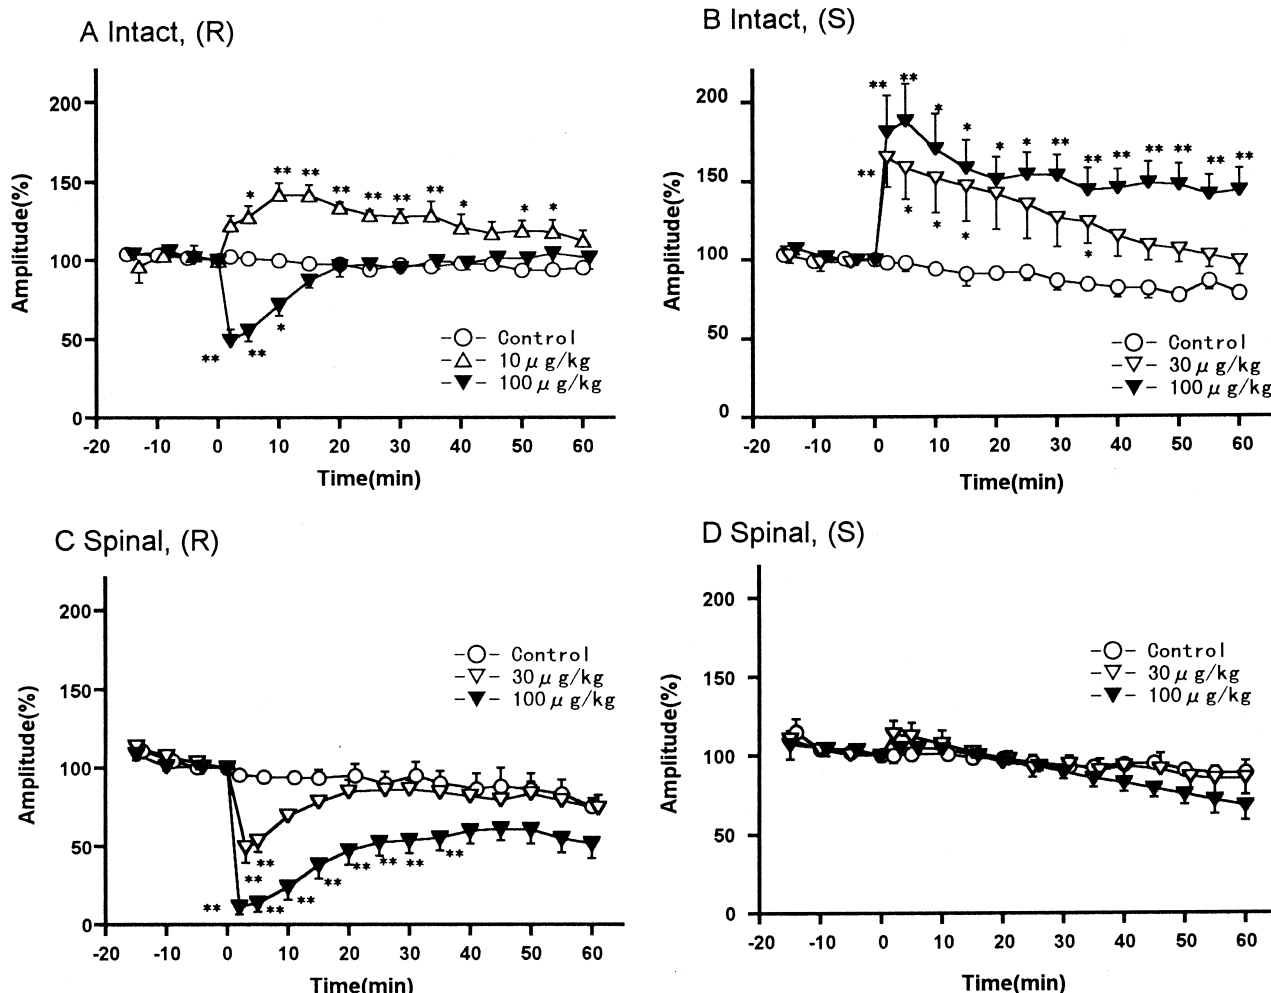 A Intact, (R)
Amplitude(%)
200
150
100
50
0
-20 -10 0 10 20 30 40 50 60
Time(min)
** * ** ** ** ** ** ** * * *
** ** *
Control
10 μ g/kg
100 μ g/kg
B Intact, (S)
Amplitude(%)
200
150
100
50
0
-20 -10 0 10 20 30 40 50 60
Time(min)
** ** * * * * ** ** ** ** ** ** **
** * * * *
Control
30 μ g/kg
100 μ g/kg
C Spinal, (R)
Amplitude(%)
200
150
100
50
0
-20 -10 0 10 20 30 40 50 60
Time(min)
** **
** ** ** ** ** ** ** **
Control
30 μ g/kg
100 μ g/kg
D Spinal, (S)
Amplitude(%)
200
150
100
50
0
-20 -10 0 10 20 30 40 50 60
Time(min)
Control
30 μ g/kg
100 μ g/kg